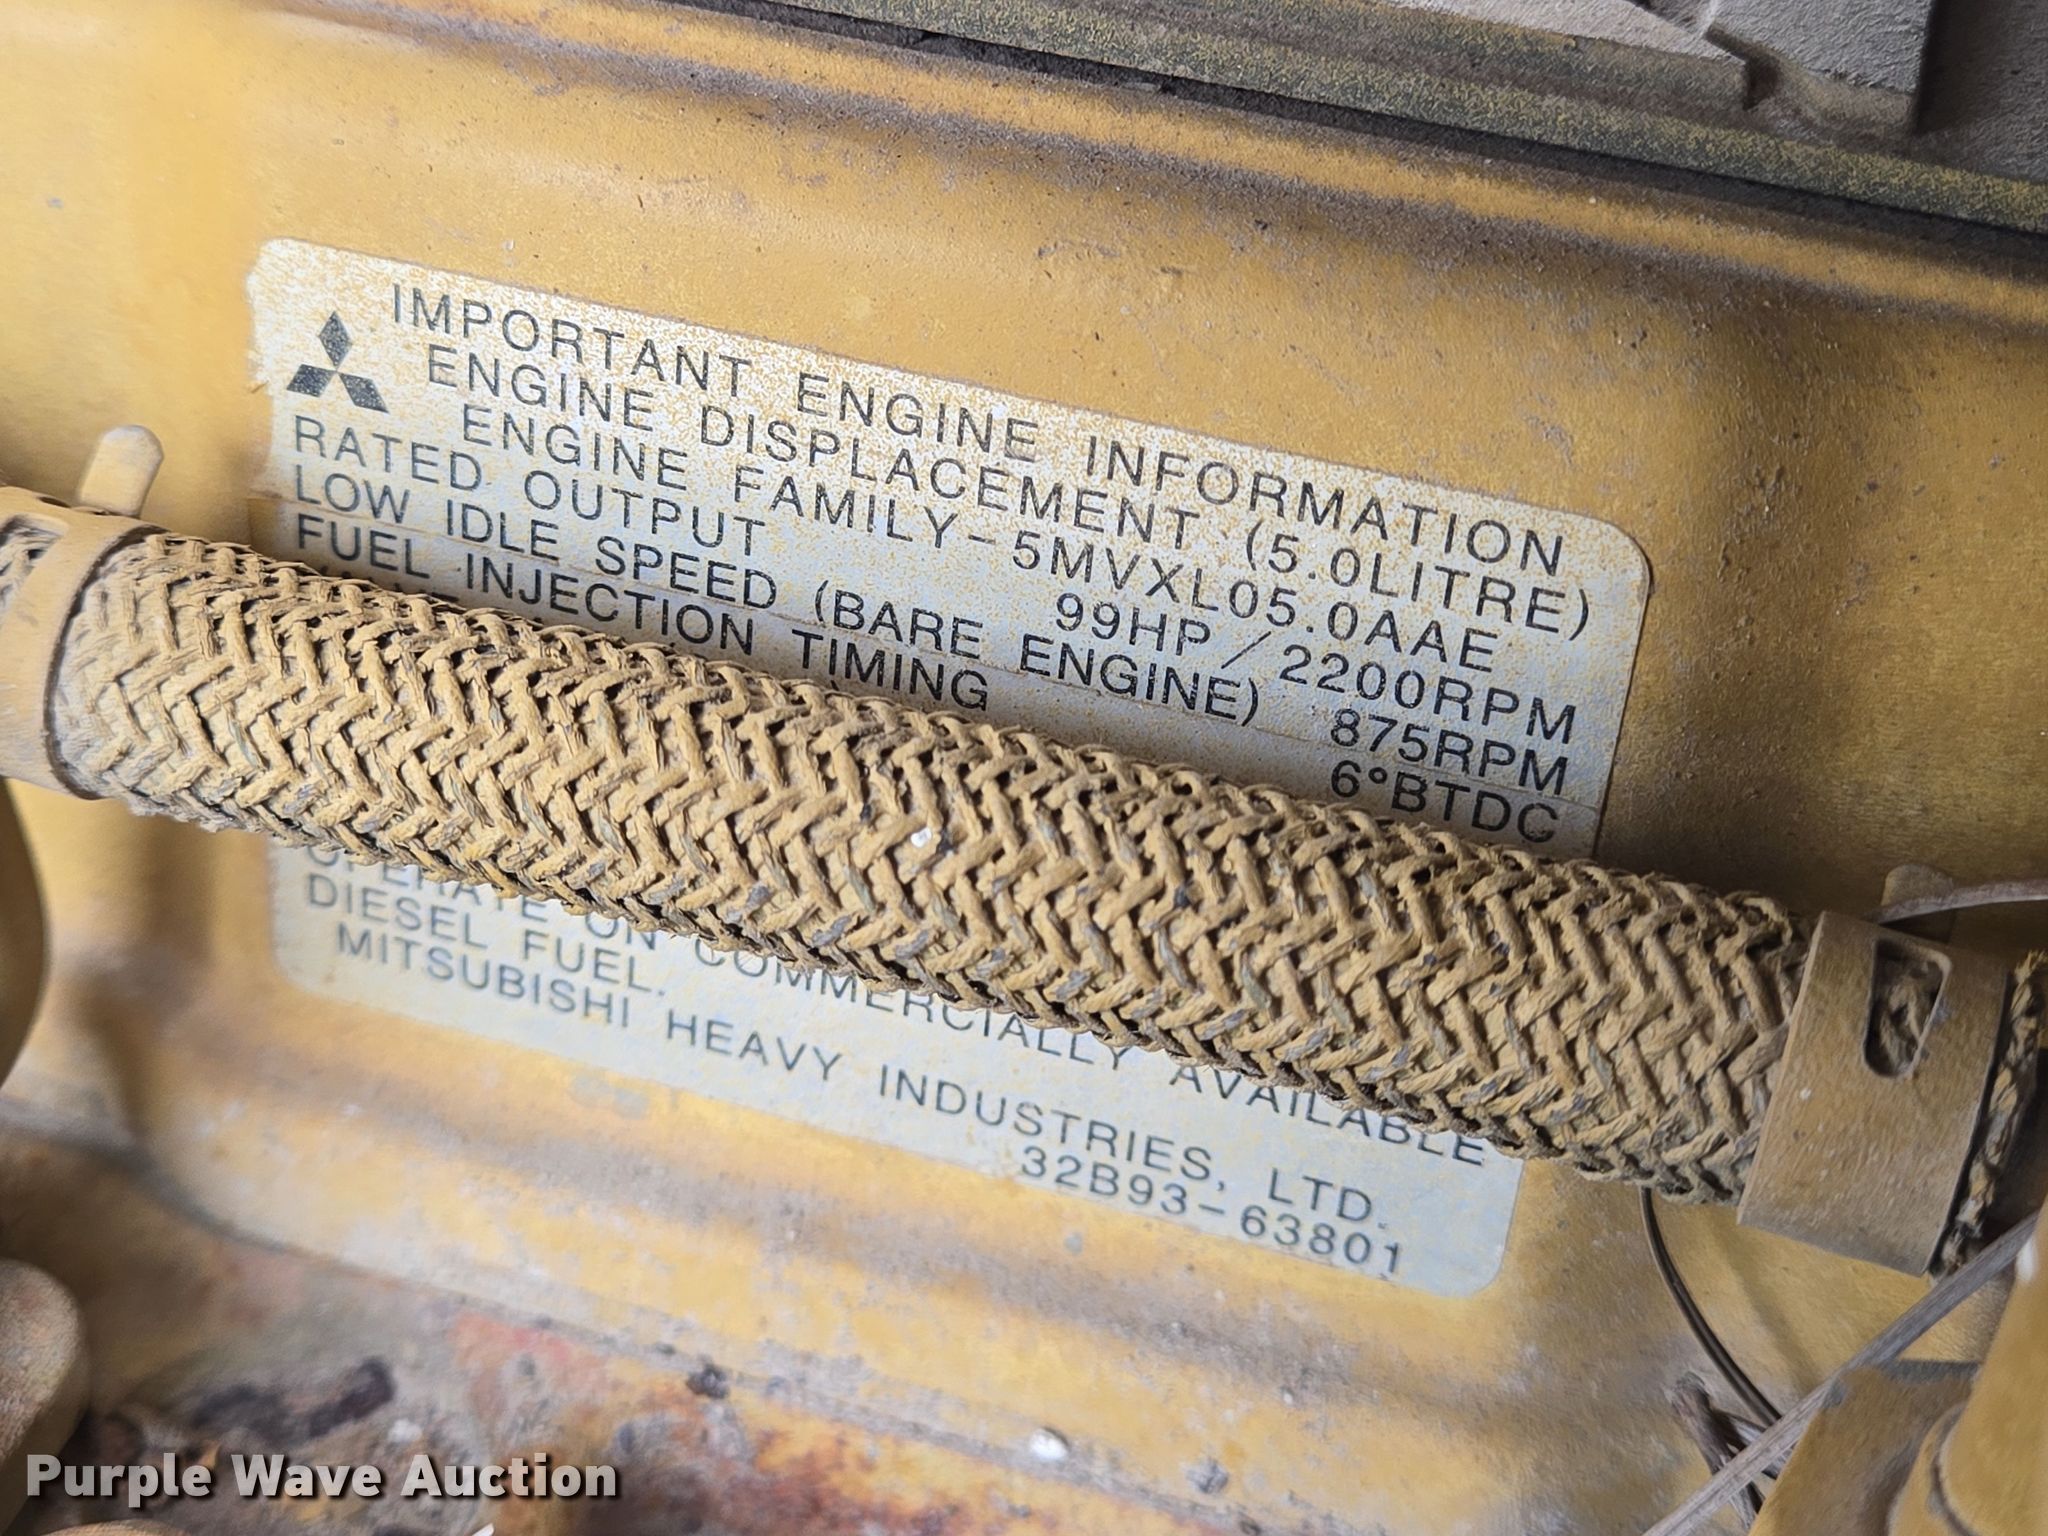 IMPORTANT ENGINE INFORMATION
ENGINE DISPLACEMENT (5.0LITRE)
ENGINE FAMILY-5MVXL05.0AAE
RATED OUTPUT 99HP/2200RPM
LOW IDLE SPEED (BARE ENGINE) 875RPM
FUEL INJECTION TIMING 6°BTDC
OPERATE ON COMMERCIALLY AVAILABLE
DIESEL FUEL.
MITSUBISHI HEAVY INDUSTRIES, LTD.
32B93-63801
Purple Wave Auction